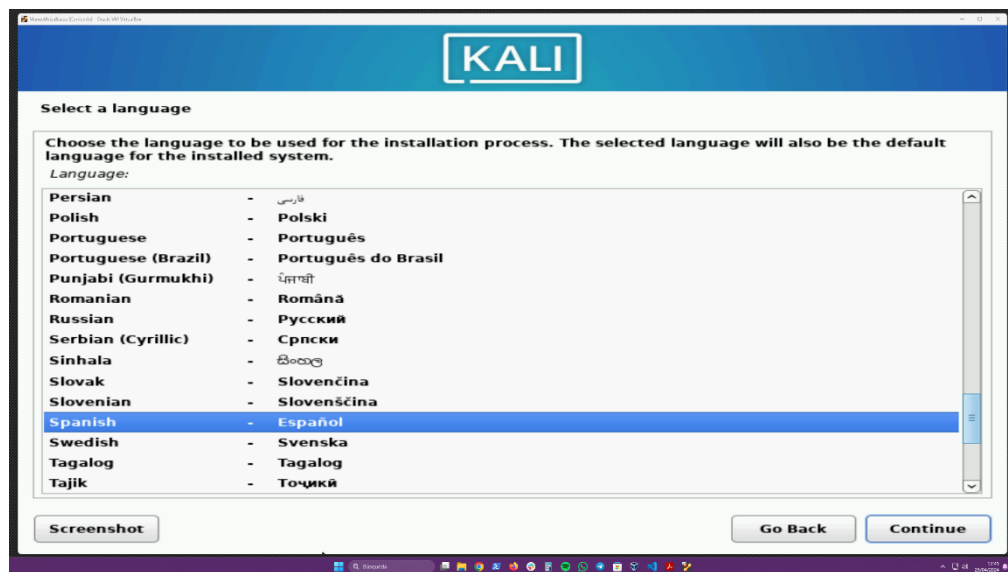 KALI
Select a language
Choose the language to be used for the installation process. The selected language will also be the default
language for the installed system.
Language:
Persian - فارسی
Polish - Polski
Portuguese - Português
Portuguese (Brazil) - Português do Brasil
Punjabi (Gurmukhi) - ਪੰਜਾਬੀ
Romanian - Română
Russian - Русский
Serbian (Cyrillic) - Српски
Sinhala - සිංහල
Slovak - Slovenčina
Slovenian - Slovenščina
Spanish - Español
Swedish - Svenska
Tagalog - Tagalog
Tajik - Тоҷикӣ
Screenshot Go Back Continue
Búsqueda